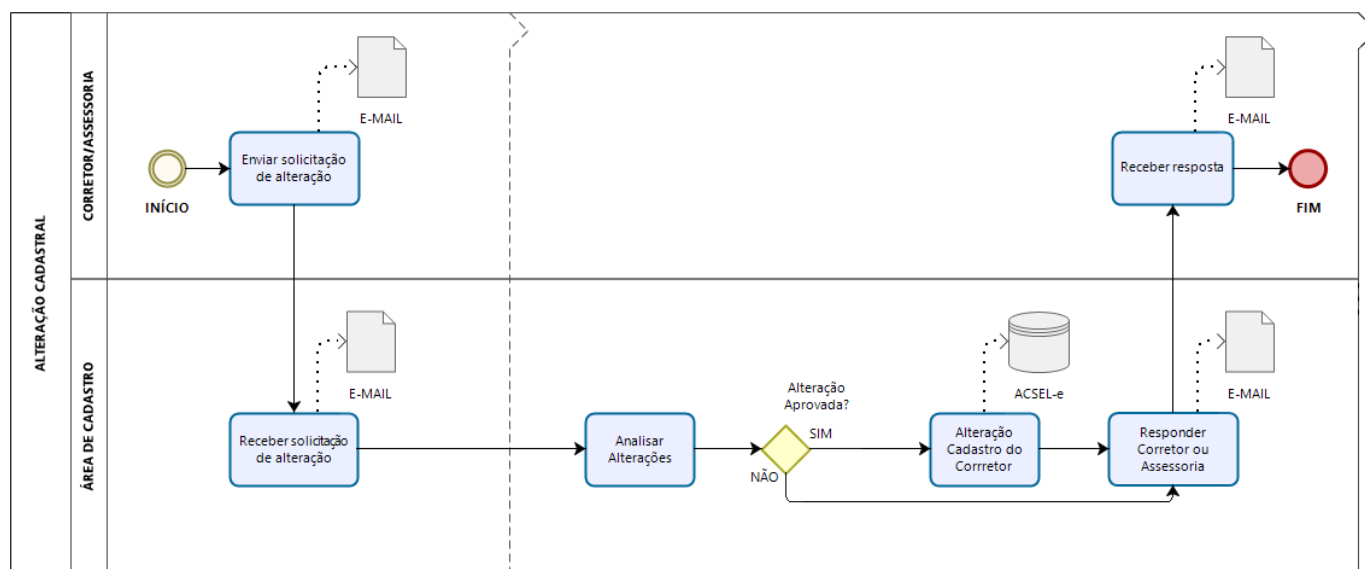 ALTERAÇÃO CADASTRAL
CORRETOR/ASSESSORIA
INÍCIO
Enviar solicitação
de alteração
E-MAIL
Receber resposta
E-MAIL
FIM
ÁREA DE CADASTRO
Receber solicitação
de alteração
E-MAIL
Analisar
Alterações
Alteração
Aprovada?
SIM
NÃO
Alteração
Cadastro do
Corrretor
ACSEL-e
Responder
Corretor ou
Assessoria
E-MAIL